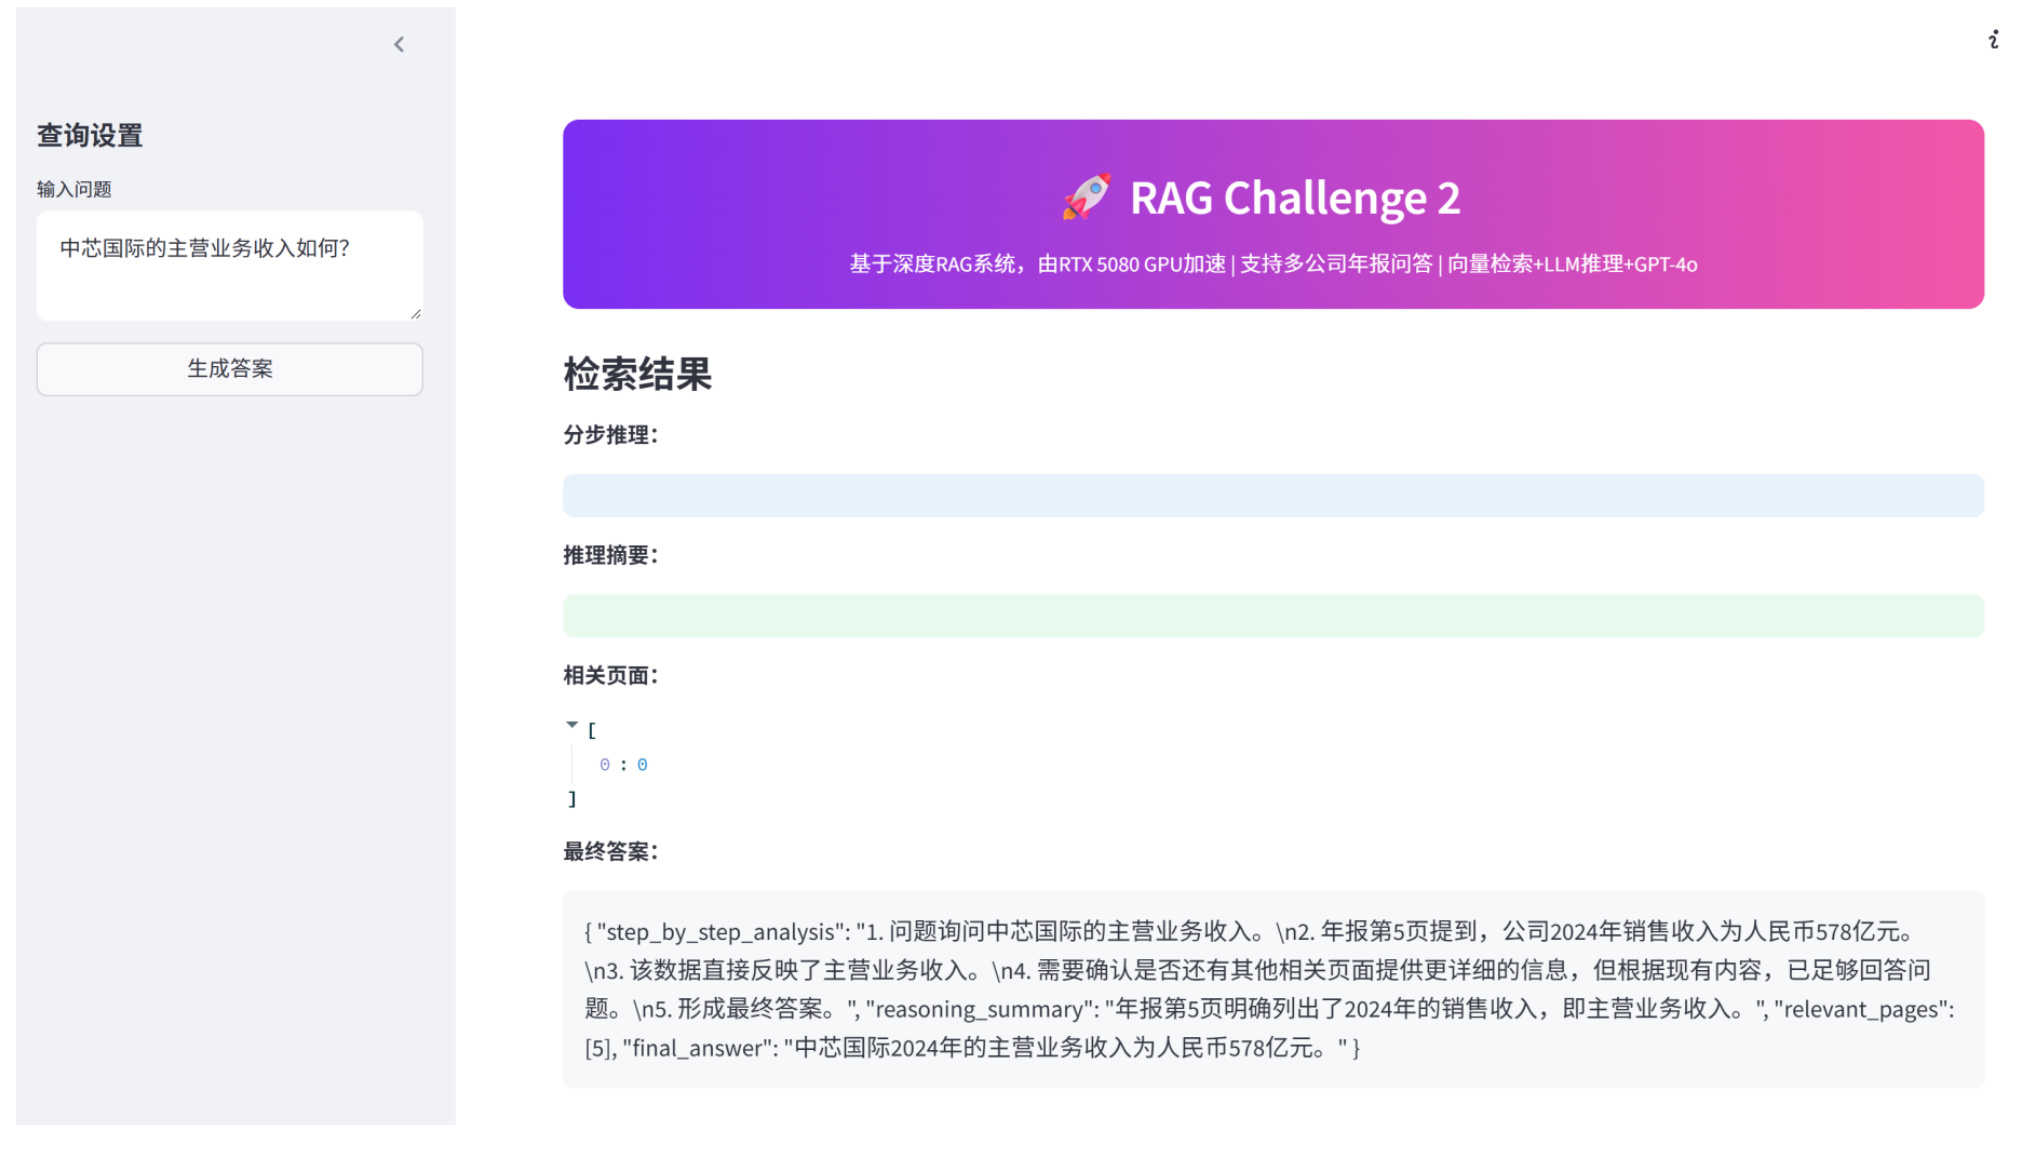 查询设置
输入问题
中芯国际的主营业务收入如何?
生成答案
🚀 RAG Challenge 2
基于深度RAG系统，由RTX 5080 GPU加速 | 支持多公司年报问答 | 向量检索+LLM推理+GPT-4o
检索结果
分步推理：
推理摘要：
相关页面：
[
0 : 0
]
最终答案：
{ "step_by_step_analysis": "1. 问题询问中芯国际的主营业务收入。\n2. 年报第5页提到，公司2024年销售收入为人民币578亿元。
\n3. 该数据直接反映了主营业务收入。\n4. 需要确认是否还有其他相关页面提供更详细的信息，但根据现有内容，已足够回答问
题。\n5. 形成最终答案。", "reasoning_summary": "年报第5页明确列出了2024年的销售收入，即主营业务收入。", "relevant_pages":
[5], "final_answer": "中芯国际2024年的主营业务收入为人民币578亿元。" }